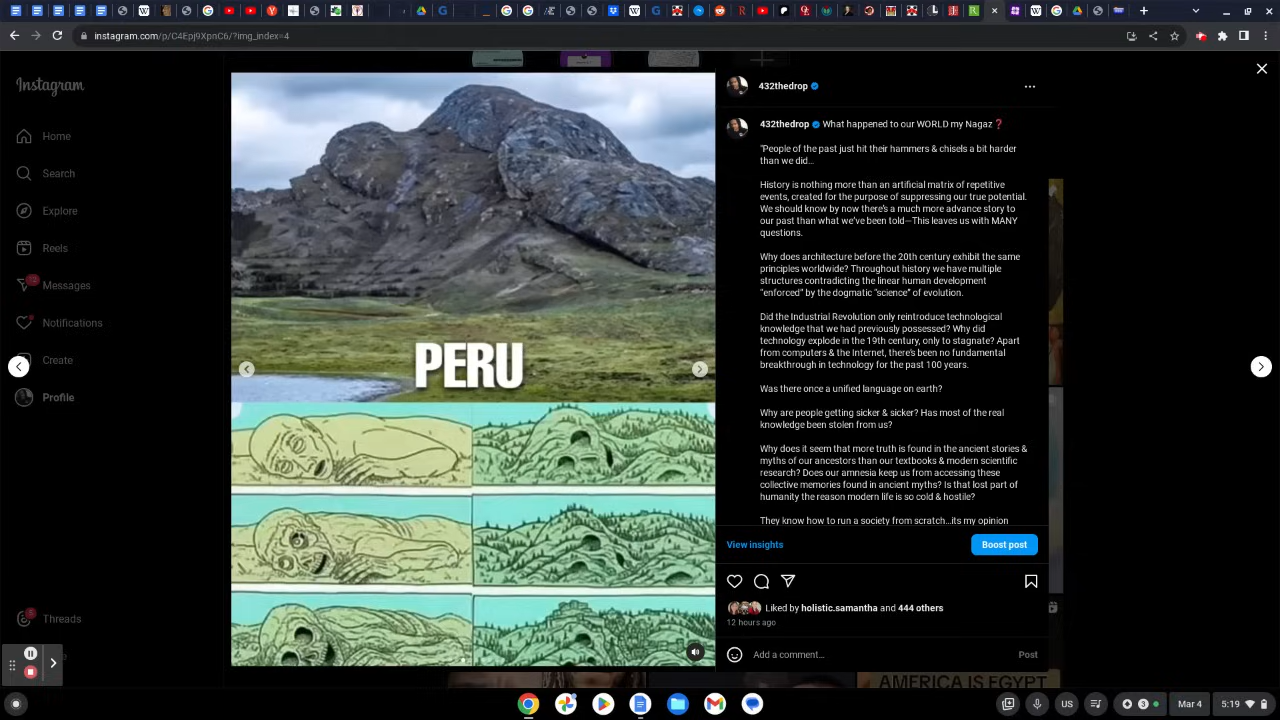 instagram.com/p/C4Epj9XpnC6/?img_index=4
Instagram
Home
Search
Explore
Reels
Messages
Notifications
Create
Profile
Threads
PERU
432thedrop
432thedrop What happened to our WORLD my Nagaz❓
"People of the past just hit their hammers & chisels a bit harder
than we did…
History is nothing more than an artificial matrix of repetitive
events, created for the purpose of suppressing our true potential.
We should know by now there's a much more advance story to
our past than what we've been told—This leaves us with MANY
questions.
Why does architecture before the 20th century exhibit the same
principles worldwide? Throughout history we have multiple
structures contradicting the linear human development
"enforced" by the dogmatic "science" of evolution.
Did the Industrial Revolution only reintroduce technological
knowledge that we had previously possessed? Why did
technology explode in the 19th century, only to stagnate? Apart
from computers & the Internet, there's been no fundamental
breakthrough in technology for the past 100 years.
Was there once a unified language on earth?
Why are people getting sicker & sicker? Has most of the real
knowledge been stolen from us?
Why does it seem that more truth is found in the ancient stories &
myths of our ancestors than our textbooks & modern scientific
research? Does our amnesia keep us from accessing these
collective memories found in ancient myths? Is that lost part of
humanity the reason modern life is so cold & hostile?
They know how to run a society from scratch…its my opinion
View insights
Boost post
Liked by holistic.samantha and 444 others
12 hours ago
Add a comment…
Post
AMERICA IS EGYPT
US
3
Mar 4
5:19